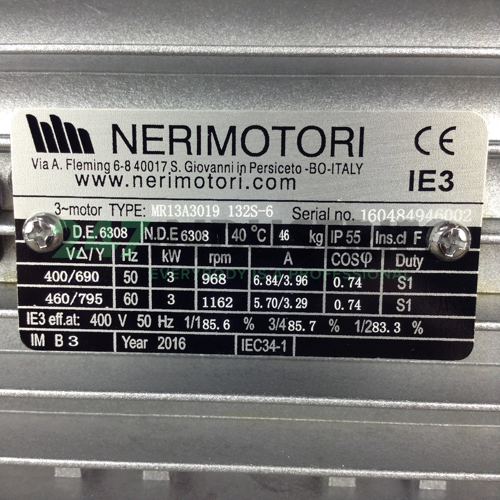 NERIMOTORI CE
Via A. Fleming 6-8 40017 S. Giovanni in Persiceto -BO-ITALY
www.nerimotori.com IE3
3~motor TYPE: MR13A3019 132S-6 Serial no. 160484946002
D.E. 6308 N.D.E 6308 40 °C 46 kg IP 55 Ins.cl F
V Δ/Y Hz kW rpm A COSφ Duty
400/690 50 3 968 6.84/3.96 0.74 S1
460/795 60 3 1162 5.70/3.29 0.74 S1
IE3 eff.at: 400 V 50 Hz 1/1 85.6 % 3/4 85.7 % 1/2 83.3 %
IM B 3 Year 2016 IEC34-1